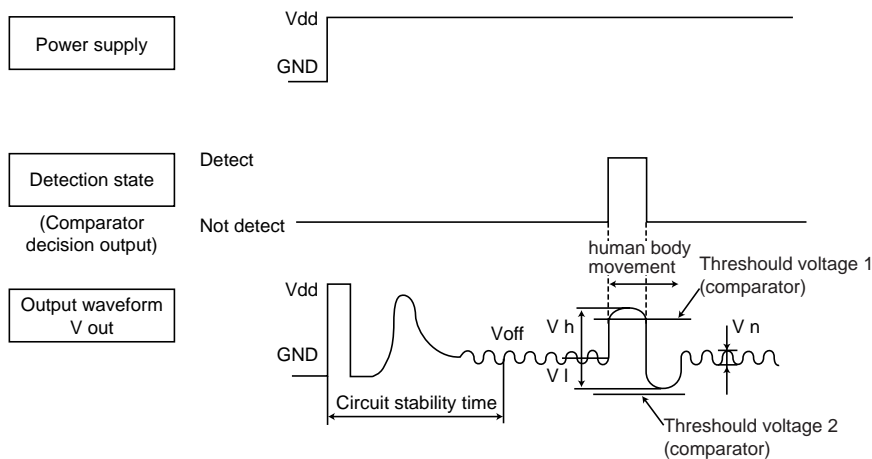 Power supply
Vdd
GND
Detection state
(Comparator
decision output)
Detect
Not detect
human body
movement
Threshould voltage 1
(comparator)
Output waveform
V out
Vdd
GND
Voff
V h
V l
V n
Circuit stability time
Threshould voltage 2
(comparator)